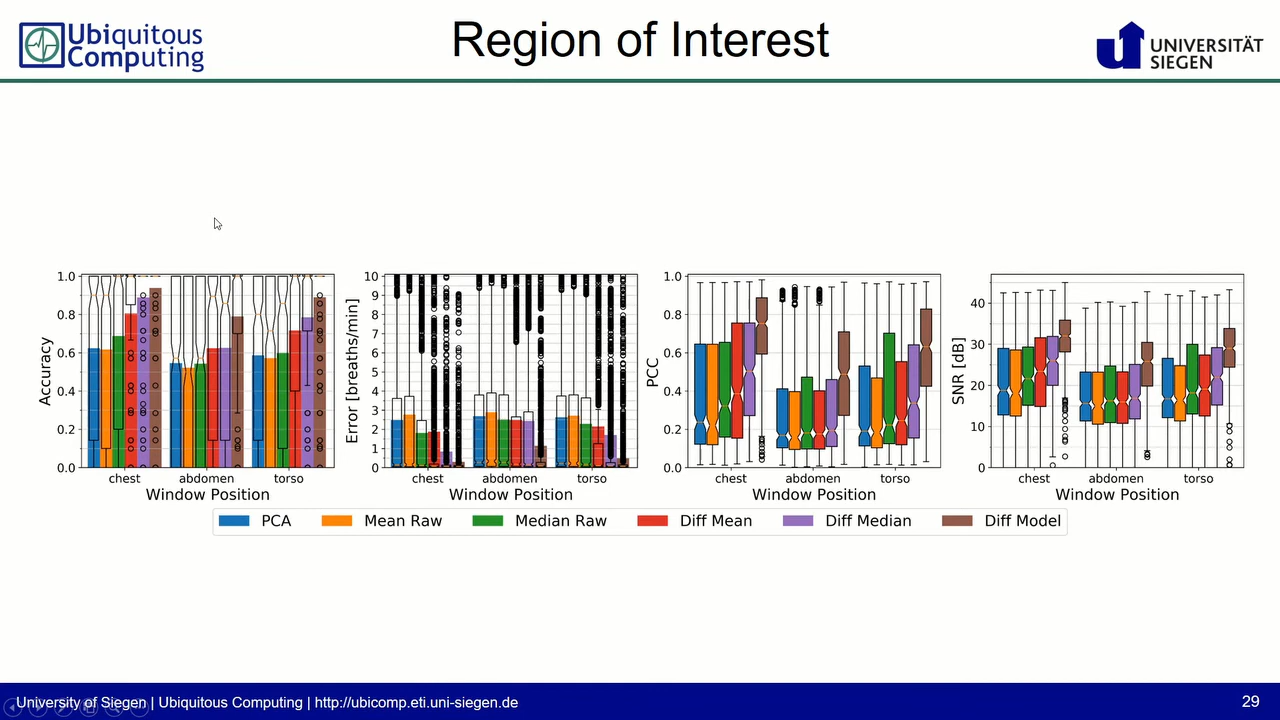 Ubiquitous
Computing
Region of Interest
UNIVERSITÄT
SIEGEN
Accuracy
1.0
0.8
0.6
0.4
0.2
0.0
chest abdomen torso
Window Position
Error [breaths/min]
10
9
8
7
6
5
4
3
2
1
0
chest abdomen torso
Window Position
PCC
1.0
0.8
0.6
0.4
0.2
0.0
chest abdomen torso
Window Position
SNR [dB]
40
30
20
10
0
chest abdomen torso
Window Position
PCA Mean Raw Median Raw Diff Mean Diff Median Diff Model
University of Siegen | Ubiquitous Computing | http://ubicomp.eti.uni-siegen.de
29